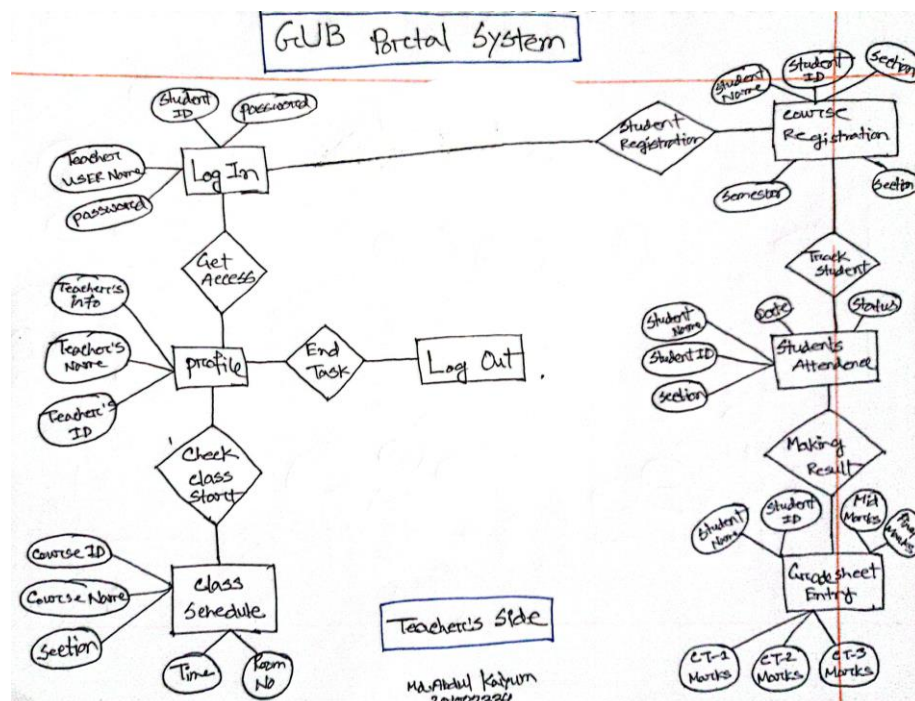 GUB Portal System
Student
ID
password
Teacher
USER Name
password
Log In
Student
Registration
Student
Name
Student
ID
Section
Course
Registration
Semester
Section
Get
Access
Track
Student
Teacher's
info
Teacher's
Name
Teacher's
ID
Profile
End
Task
Log Out
Date
Status
Student
Name
Student ID
Section
Student's
Attendence
Check
Class
Start
Making
Result
Course ID
Course Name
Section
Class
Schedule
Time
Room
No
Student
Name
Student
ID
Mid
Marks
Final
Marks
Gradesheet
Entry
CT-1
Marks
CT-2
Marks
CT-3
Marks
Teacher's Side
Md. Abdul Kaiyum